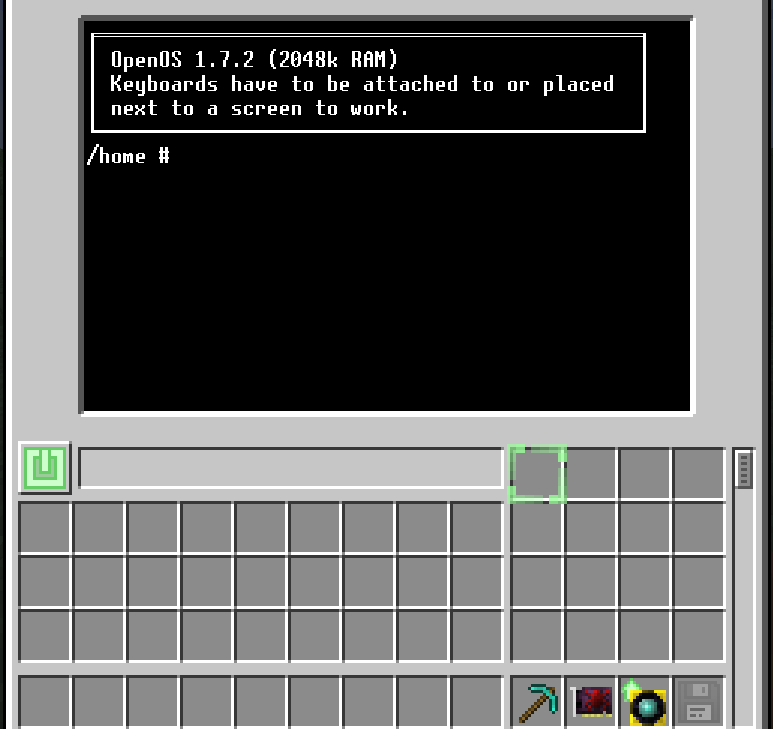 OpenOS 1.7.2 (2048k RAM)
Keyboards have to be attached to or placed
next to a screen to work.
/home #